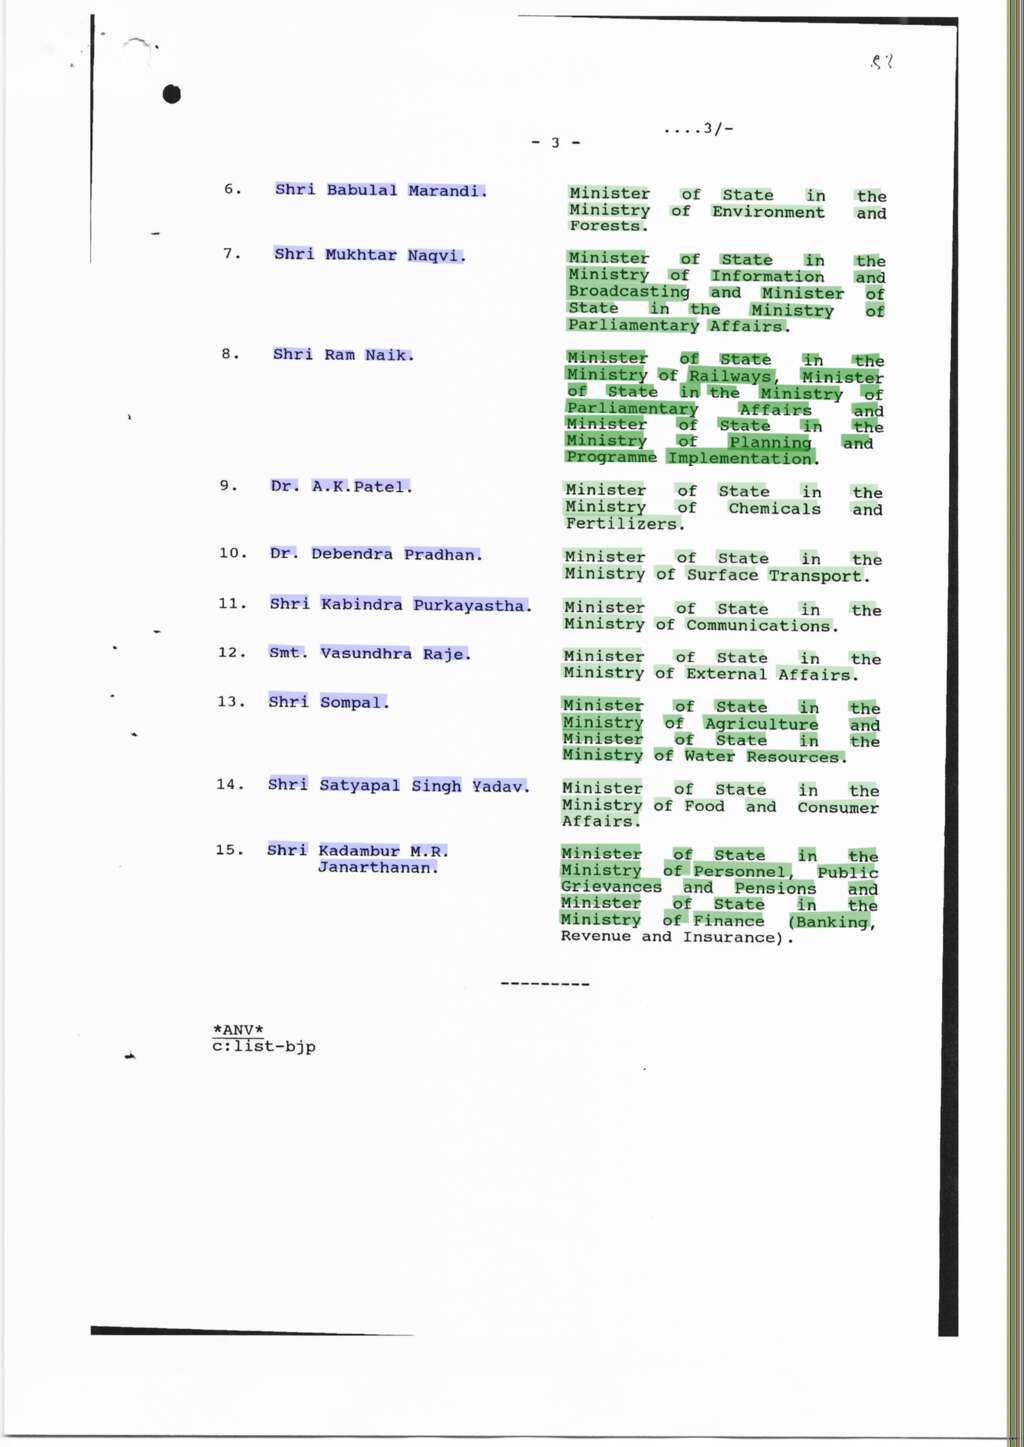 ....3/-
- 3 -
6. Shri Babulal Marandi. Minister of State in the
Ministry of Environment and
Forests.
7. Shri Mukhtar Naqvi. Minister of State in the
Ministry of Information and
Broadcasting and Minister of
State in the Ministry of
Parliamentary Affairs.
8. Shri Ram Naik. Minister of State in the
Ministry of Railways, Minister
of State in the Ministry of
Parliamentary Affairs and
Minister of State in the
Ministry of Planning and
Programme Implementation.
9. Dr. A.K.Patel. Minister of State in the
Ministry of Chemicals and
Fertilizers.
10. Dr. Debendra Pradhan. Minister of State in the
Ministry of Surface Transport.
11. Shri Kabindra Purkayastha. Minister of State in the
Ministry of Communications.
12. Smt. Vasundhra Raje. Minister of State in the
Ministry of External Affairs.
13. Shri Sompal. Minister of State in the
Ministry of Agriculture and
Minister of State in the
Ministry of Water Resources.
14. Shri Satyapal Singh Yadav. Minister of State in the
Ministry of Food and Consumer
Affairs.
15. Shri Kadambur M.R. Minister of State in the
Janarthanan. Ministry of Personnel, Public
Grievances and Pensions and
Minister of State in the
Ministry of Finance (Banking,
Revenue and Insurance).
---------
*ANV*
c:list-bjp